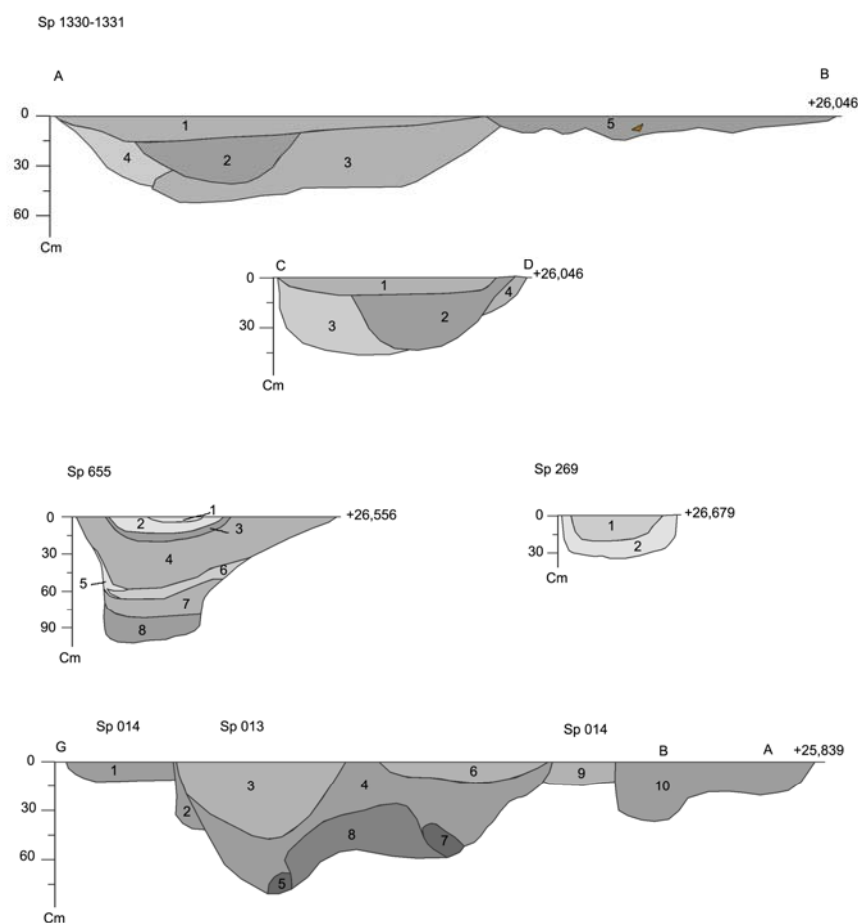 Sp 1330-1331
A B
+26,046
0
1 5
4 2 3
30
60
Cm
C D
0 +26,046
1 4
2
3
30
Cm
Sp 655 Sp 269
0 1 +26,556 0 +26,679
2 3 1
30 4 30 2
5 6 Cm
60
7
90 8
Cm
Sp 014 Sp 013 Sp 014
G B A +25,839
0
1 3 4 6 9 10
30 2
8 7
60
5
Cm